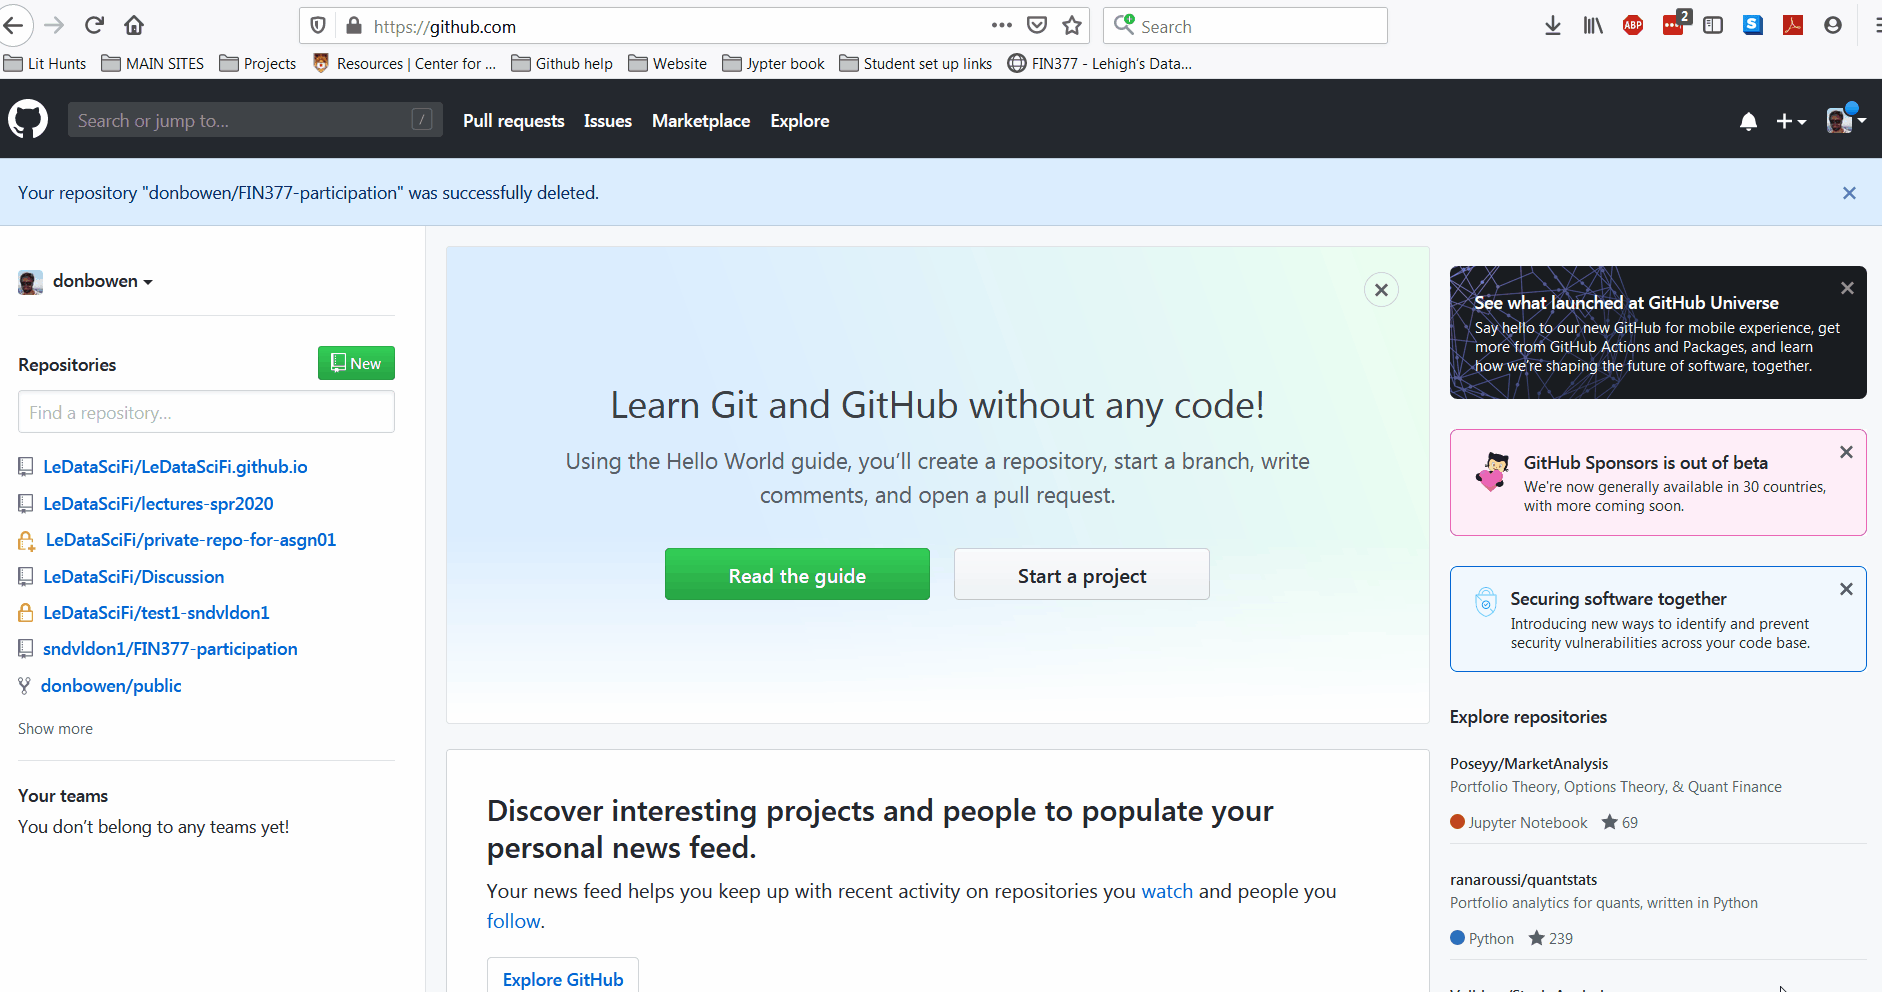 https://github.com
Search
2
ABP
S
Lit Hunts
MAIN SITES
Projects
Resources | Center for ...
Github help
Website
Jypter book
Student set up links
FIN377 - Lehigh's Data...
Search or jump to...
/
Pull requests
Issues
Marketplace
Explore
Your repository "donbowen/FIN377-participation" was successfully deleted.
donbowen
Repositories
New
Find a repository...
LeDataSciFi/LeDataSciFi.github.io
LeDataSciFi/lectures-spr2020
LeDataSciFi/private-repo-for-asgn01
LeDataSciFi/Discussion
LeDataSciFi/test1-sndvldon1
sndvldon1/FIN377-participation
donbowen/public
Show more
Your teams
You don't belong to any teams yet!
Learn Git and GitHub without any code!
Using the Hello World guide, you'll create a repository, start a branch, write
comments, and open a pull request.
Read the guide
Start a project
Discover interesting projects and people to populate your
personal news feed.
Your news feed helps you keep up with recent activity on repositories you watch and people you
follow.
Explore GitHub
See what launched at GitHub Universe
Say hello to our new GitHub for mobile experience, get
more from GitHub Actions and Packages, and learn
how we're shaping the future of software, together.
GitHub Sponsors is out of beta
We're now generally available in 30 countries,
with more coming soon.
Securing software together
Introducing new ways to identify and prevent
security vulnerabilities across your code base.
Explore repositories
Poseyy/MarketAnalysis
Portfolio Theory, Options Theory, & Quant Finance
Jupyter Notebook
69
ranaroussi/quantstats
Portfolio analytics for quants, written in Python
Python
239